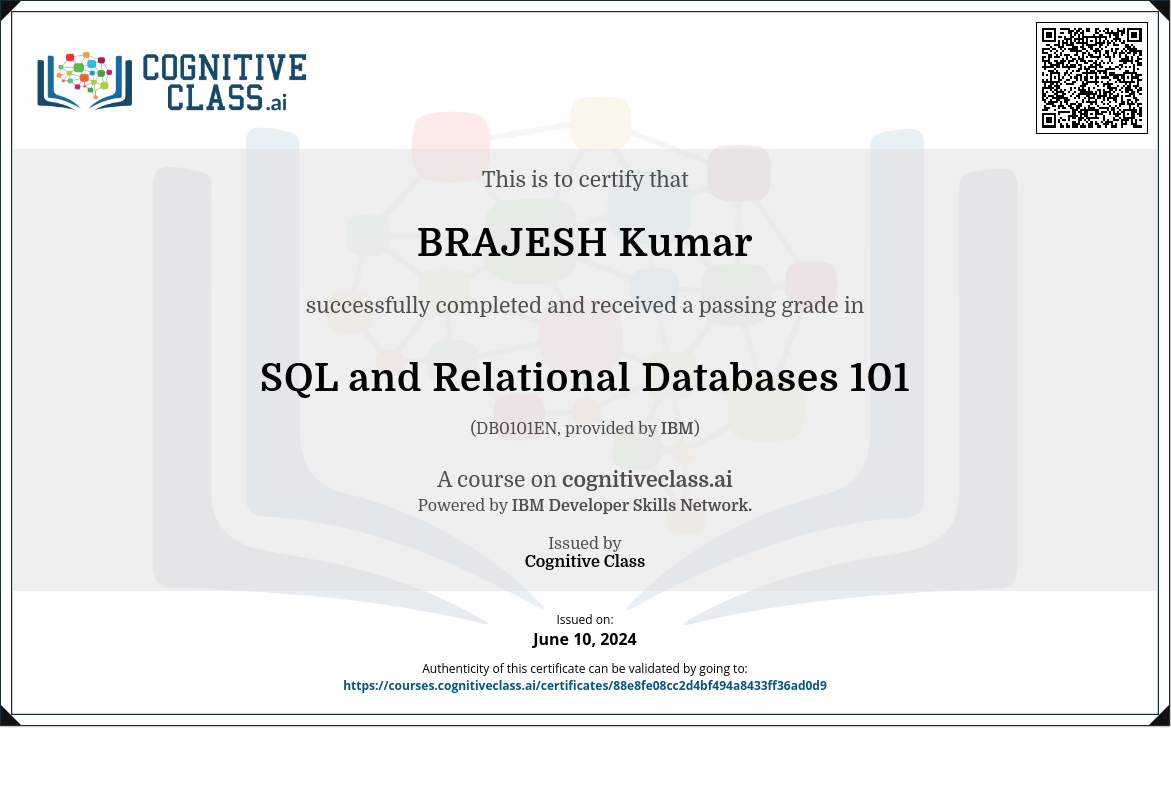 COGNITIVE
CLASS.ai
This is to certify that
BRAJESH Kumar
successfully completed and received a passing grade in
SQL and Relational Databases 101
(DB0101EN, provided by IBM)
A course on cognitiveclass.ai
Powered by IBM Developer Skills Network.
Issued by
Cognitive Class
Issued on:
June 10, 2024
Authenticity of this certificate can be validated by going to:
https://courses.cognitiveclass.ai/certificates/88e8fe08cc2d4bf494a8433ff36ad0d9